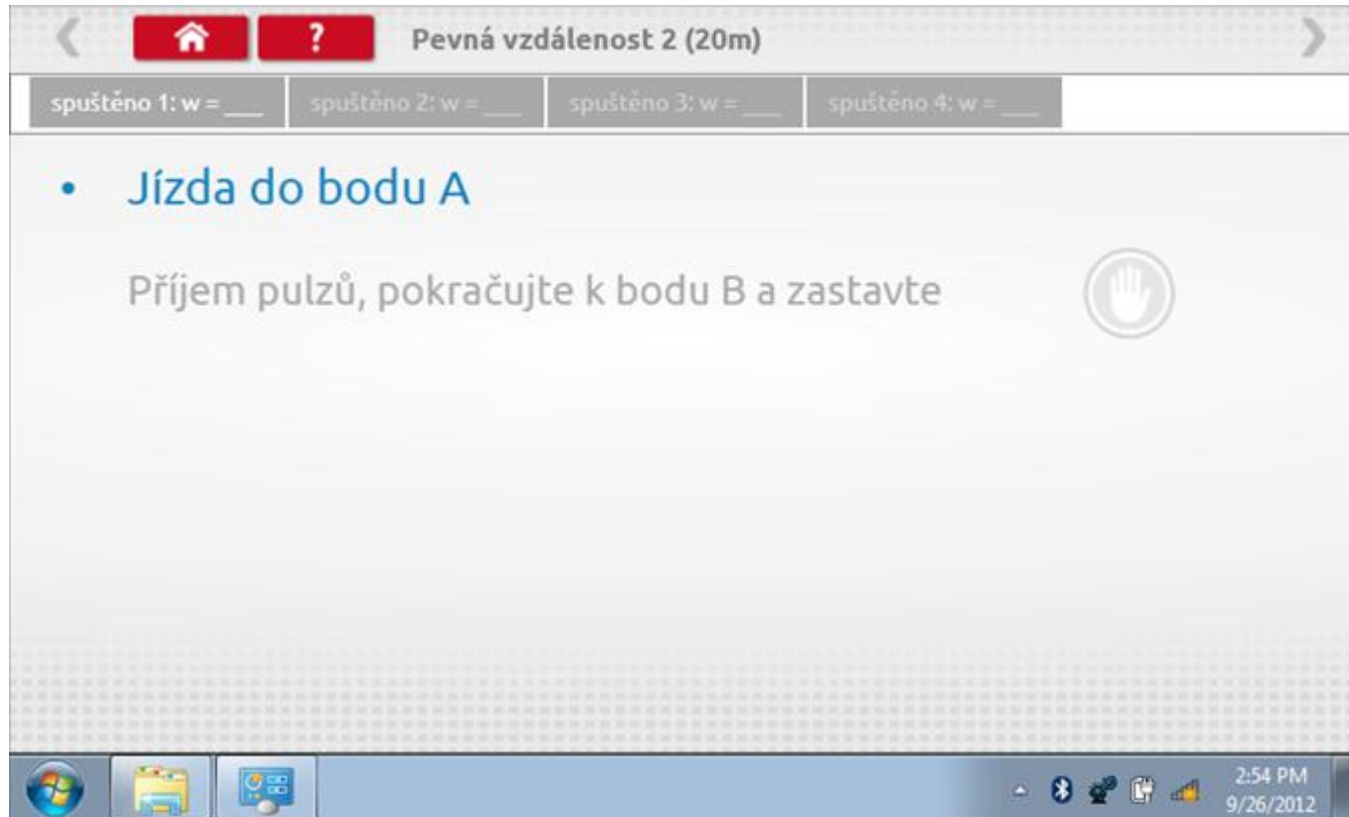 ? Pevná vzdálenost 2 (20m)
spuštěno 1: w = ___ spuštěno 2: w = ___ spuštěno 3: w = ___ spuštěno 4: w = ___
• Jízda do bodu A
Příjem pulzů, pokračujte k bodu B a zastavte
2:54 PM
9/26/2012